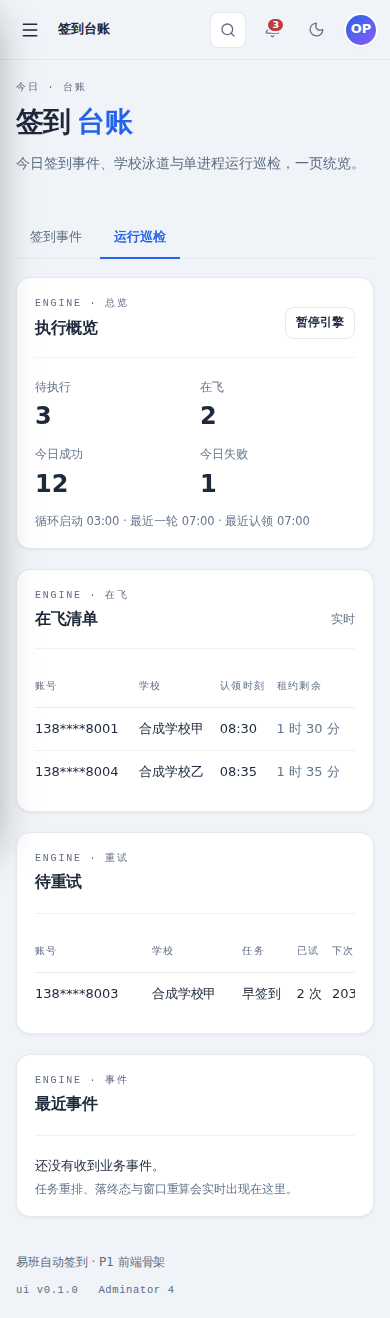 签到台账
3
OP
今日 · 台账
签到 台账
今日签到事件、学校泳道与单进程运行巡检，一页统览。
签到事件 运行巡检
ENGINE · 总览
执行概览
暂停引擎
待执行 在飞
3 2
今日成功 今日失败
12 1
循环启动 03:00 · 最近一轮 07:00 · 最近认领 07:00
ENGINE · 在飞
在飞清单
实时
账号 学校 认领时刻 租约剩余
138****8001 合成学校甲 08:30 1 时 30 分
138****8004 合成学校乙 08:35 1 时 35 分
ENGINE · 重试
待重试
账号 学校 任务 已试 下次
138****8003 合成学校甲 早签到 2 次 203
ENGINE · 事件
最近事件
还没有收到业务事件。
任务重排、落终态与窗口重算会实时出现在这里。
易班自动签到 · P1 前端骨架
ui v0.1.0 Adminator 4